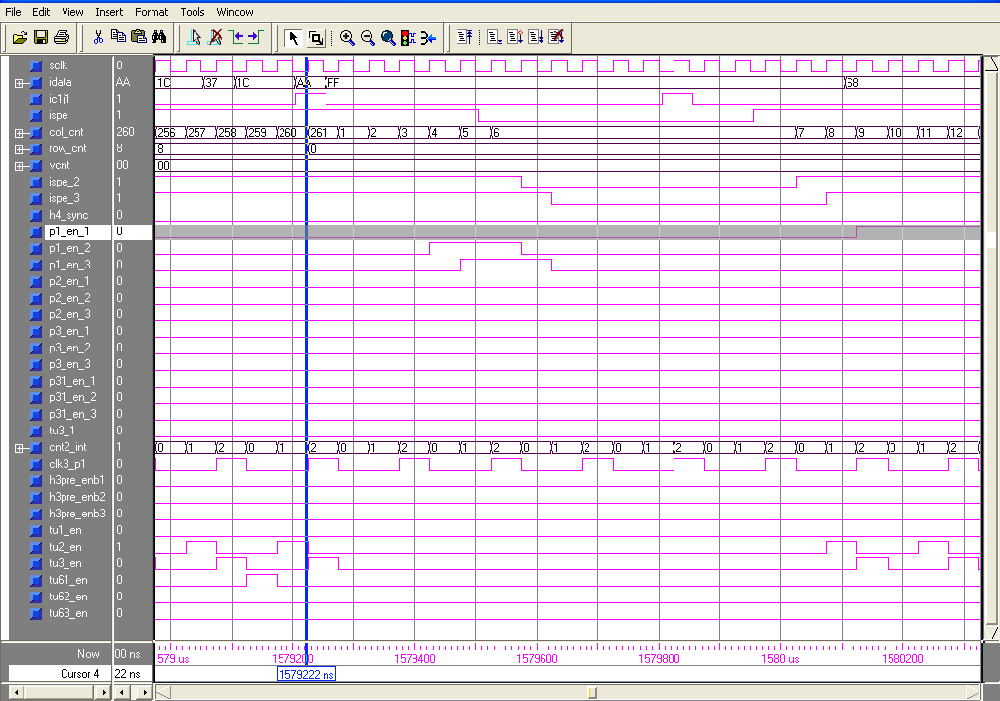 File Edit View Insert Format Tools Window
sclk 0
idata AA 1C 37 1C AA FF 68
ic1j1 1
ispe 1
col_cnt 260 256 257 258 259 260 261 1 2 3 4 5 6 7 8 9 10 11 12
row_cnt 8 8 0
vcnt 00 00
ispe_2 1
ispe_3 1
h4_sync 0
p1_en_1 0
p1_en_2 0
p1_en_3 0
p2_en_1 0
p2_en_2 0
p2_en_3 0
p3_en_1 0
p3_en_2 0
p3_en_3 0
p31_en_1 0
p31_en_2 0
p31_en_3 0
tu3_1 0
cnt2_int 1 0 1 2 0 1 2 0 1 2 0 1 2 0 1 2 0 1 2 0 1 2 0 1 2 0 1 2
clk3_p1 0
h3pre_enb1 0
h3pre_enb2 0
h3pre_enb3 0
tu1_en 0
tu2_en 1
tu3_en 0
tu61_en 0
tu62_en 0
tu63_en 0
Now 00 ns 579 us 1579200 1579400 1579600 1579800 1580 us 1580200
Cursor 4 22 ns 1579222 ns